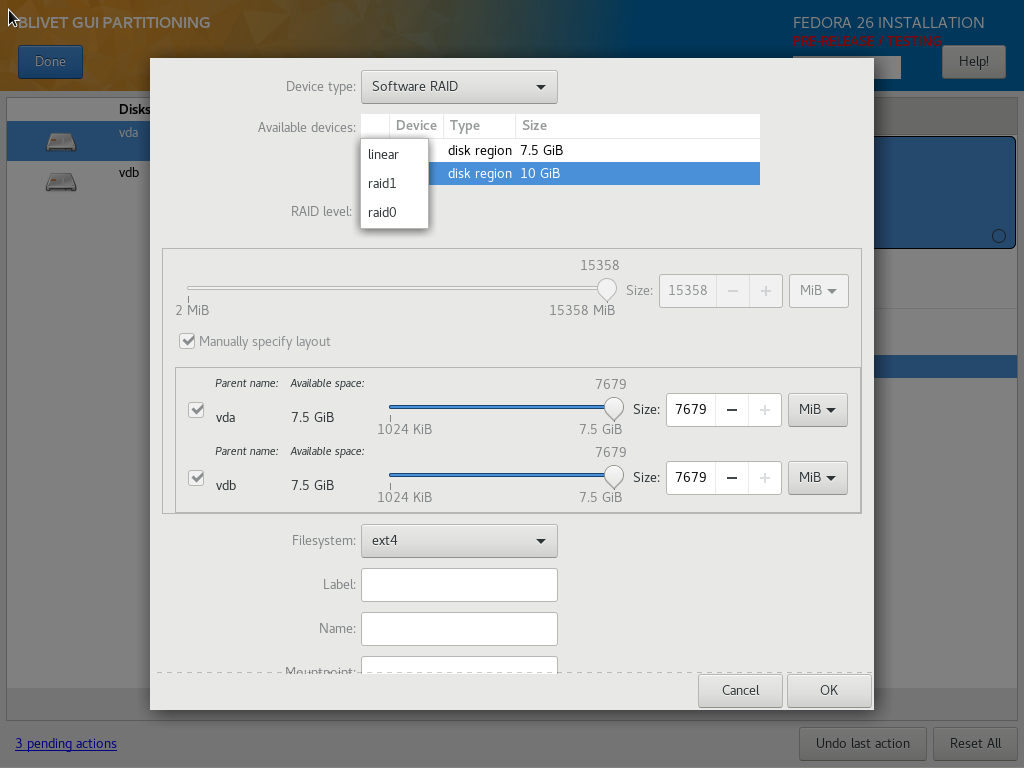 BLIVET GUI PARTITIONING
FEDORA 26 INSTALLATION
PRE-RELEASE / TESTING
Done
Help!
Disks
vda
vdb
Device type: Software RAID
Available devices:
Device Type Size
disk region 7.5 GiB
disk region 10 GiB
linear
raid1
raid0
RAID level:
15358
2 MiB 15358 MiB
Size: 15358 − + MiB
Manually specify layout
Parent name: Available space: 7679
vda 7.5 GiB Size: 7679 − + MiB
1024 KiB 7.5 GiB
Parent name: Available space: 7679
vdb 7.5 GiB Size: 7679 − + MiB
1024 KiB 7.5 GiB
Filesystem: ext4
Label:
Name:
Mountpoint:
Cancel OK
3 pending actions
Undo last action Reset All